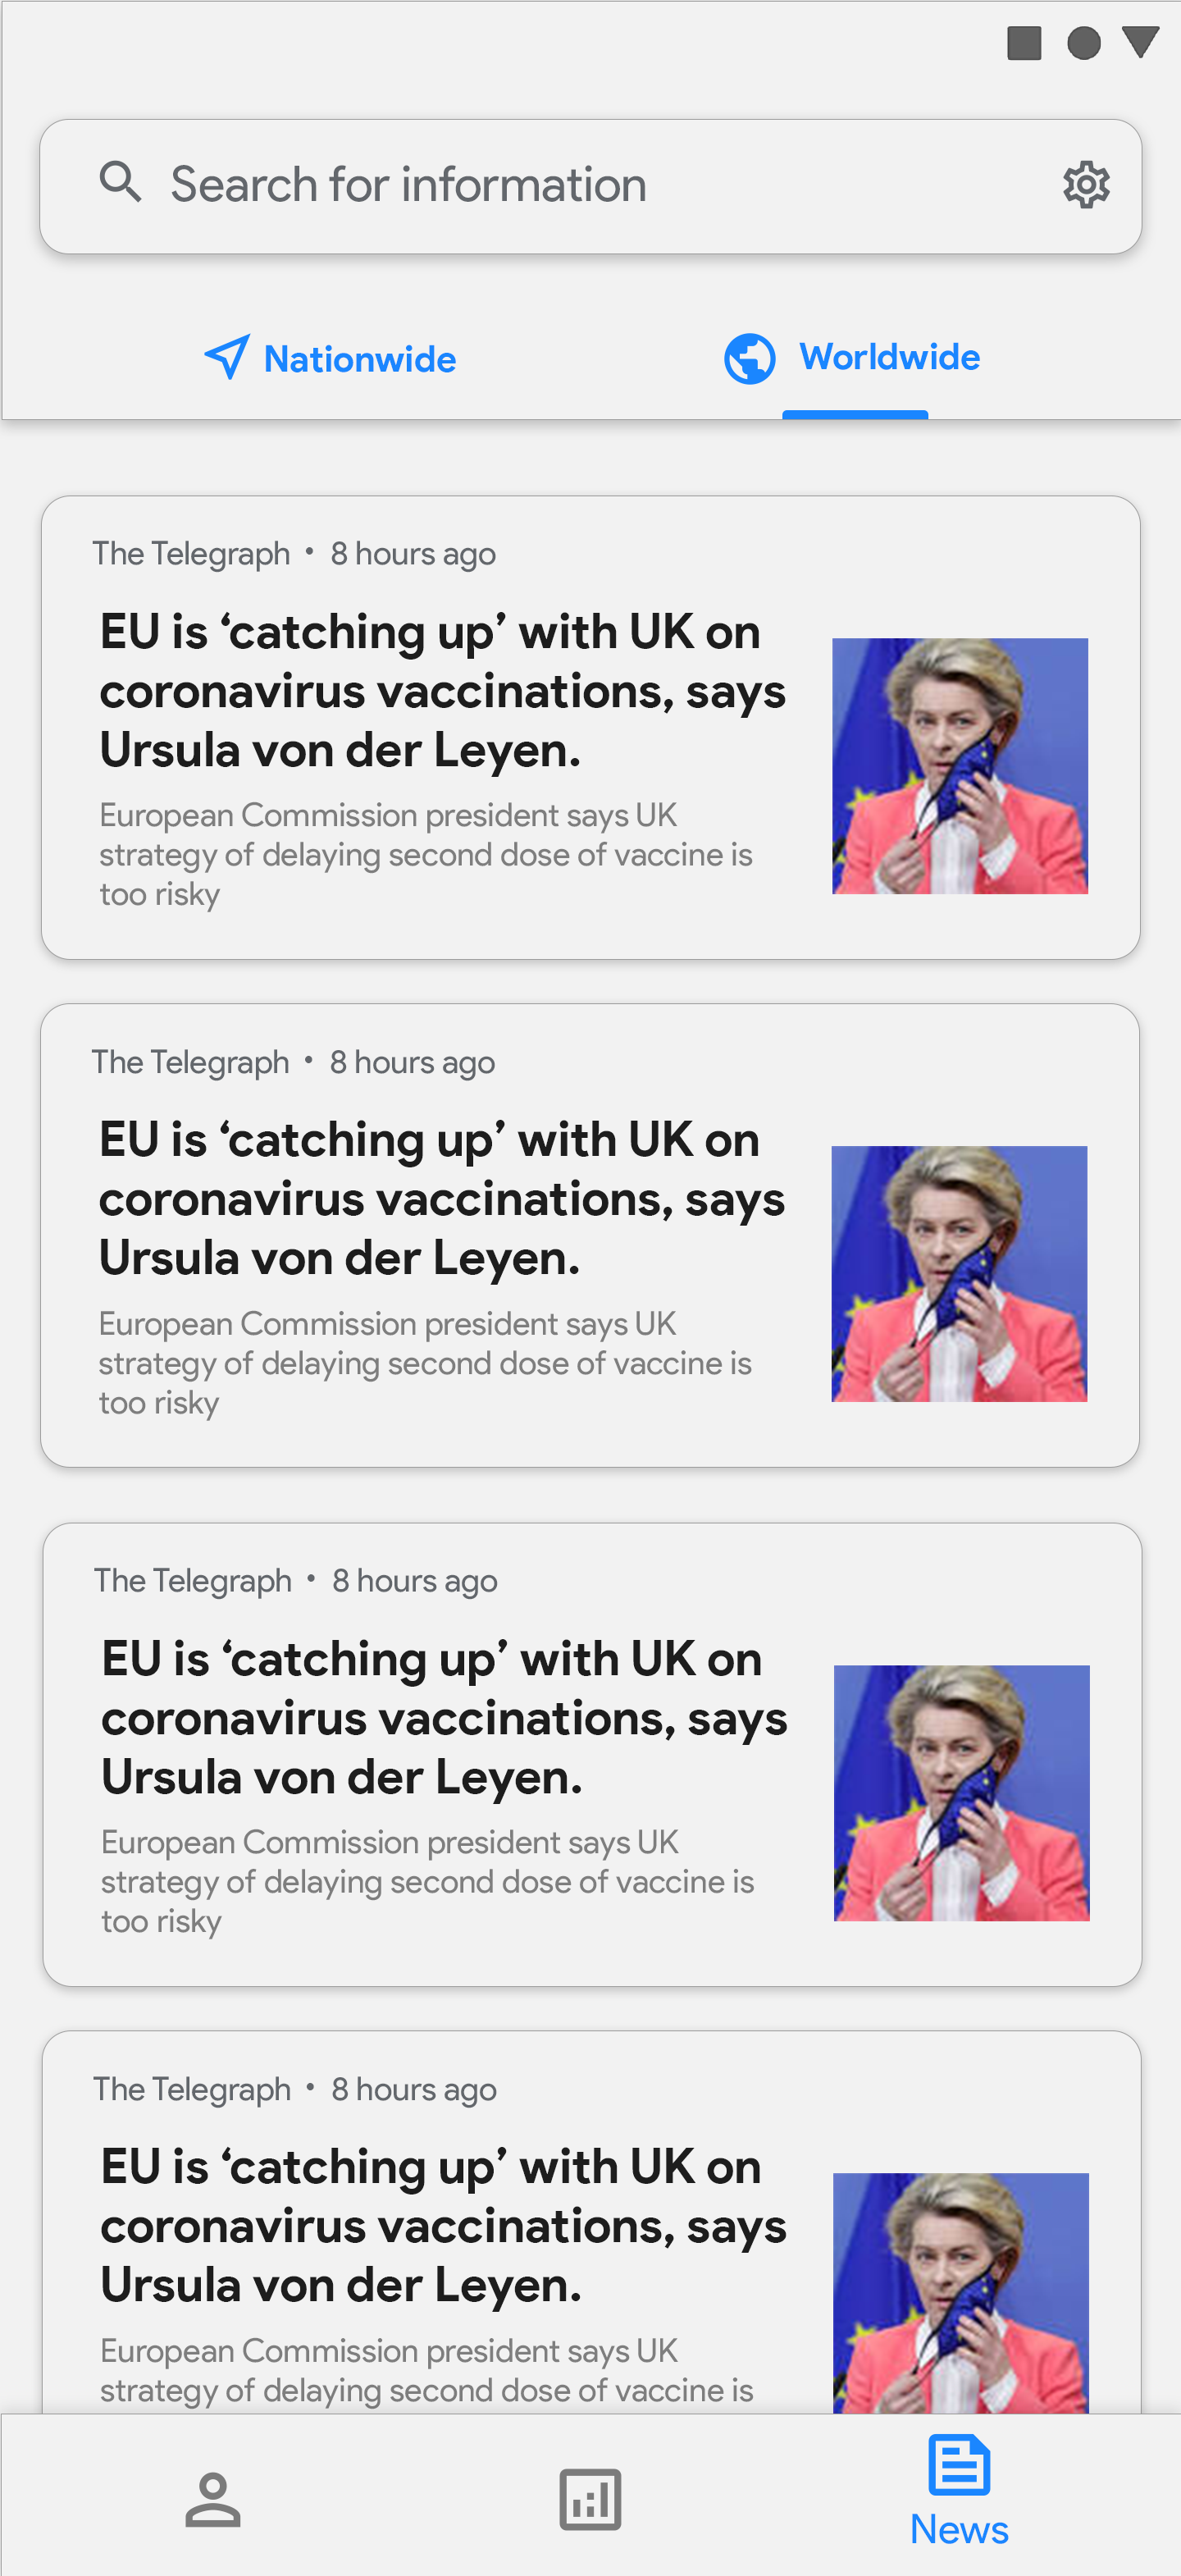 Search for information
Nationwide
Worldwide
The Telegraph • 8 hours ago
EU is ‘catching up’ with UK on
coronavirus vaccinations, says
Ursula von der Leyen.
European Commission president says UK
strategy of delaying second dose of vaccine is
too risky
The Telegraph • 8 hours ago
EU is ‘catching up’ with UK on
coronavirus vaccinations, says
Ursula von der Leyen.
European Commission president says UK
strategy of delaying second dose of vaccine is
too risky
The Telegraph • 8 hours ago
EU is ‘catching up’ with UK on
coronavirus vaccinations, says
Ursula von der Leyen.
European Commission president says UK
strategy of delaying second dose of vaccine is
too risky
The Telegraph • 8 hours ago
EU is ‘catching up’ with UK on
coronavirus vaccinations, says
Ursula von der Leyen.
European Commission president says UK
strategy of delaying second dose of vaccine is
News